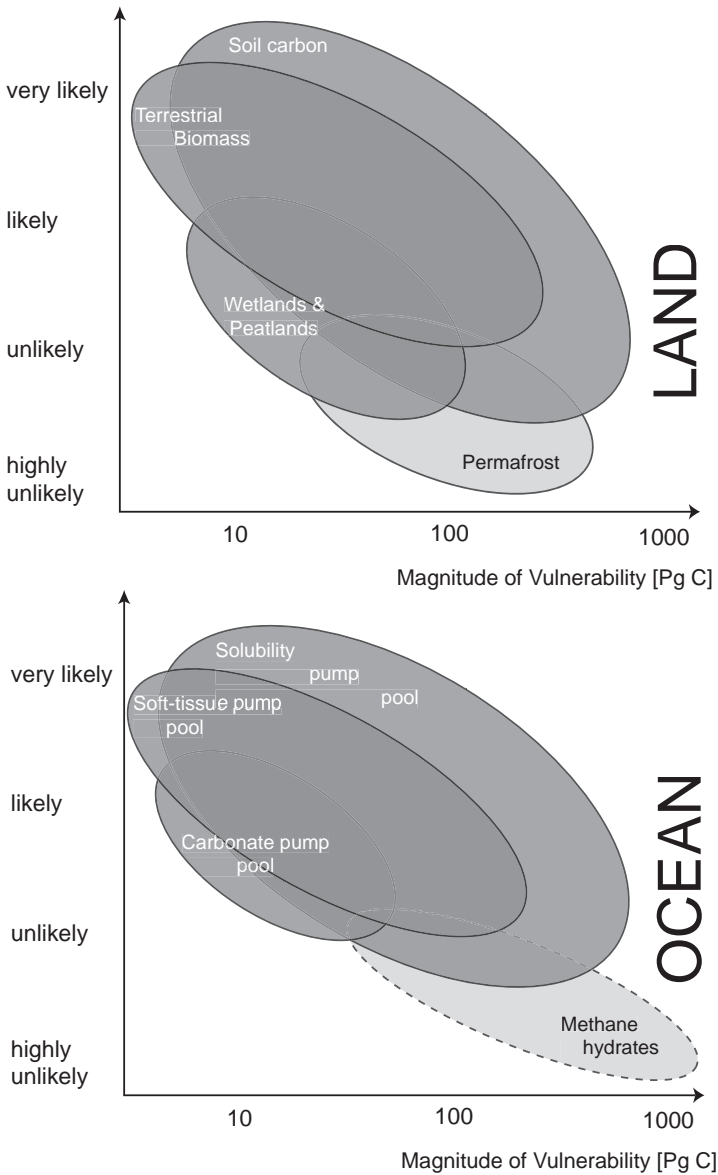 Soil carbon
very likely
Terrestrial
Biomass
likely
LAND
Wetlands &
Peatlands
unlikely
highly
unlikely
Permafrost
10
100
1000
Magnitude of Vulnerability [Pg C]
Solubility
pump
pool
very likely
Soft-tissue pump
pool
likely
OCEAN
Carbonate pump
pool
unlikely
Methane
hydrates
highly
unlikely
10
100
1000
Magnitude of Vulnerability [Pg C]